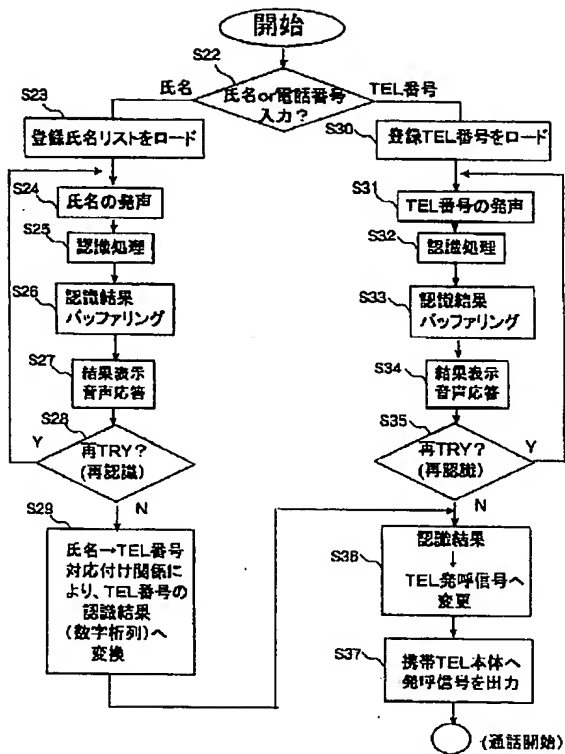 開始
S22
氏名or電話番号
入力？
氏名
TEL番号
S23
登録氏名リストをロード
S24
氏名の発声
S25
認識処理
S26
認識結果
バッファリング
S27
結果表示
音声応答
S28
再TRY？
(再認識)
Y
N
S29
氏名→TEL番号
対応付け関係に
より、TEL番号の
認識結果
(数字桁列)へ
変換
S30
登録TEL番号をロード
S31
TEL番号の発声
S32
認識処理
S33
認識結果
バッファリング
S34
結果表示
音声応答
S35
再TRY？
(再認識)
Y
N
S36
認識結果
TEL発呼信号へ
変更
S37
携帯TEL本体へ
発呼信号を出力
(通話開始)